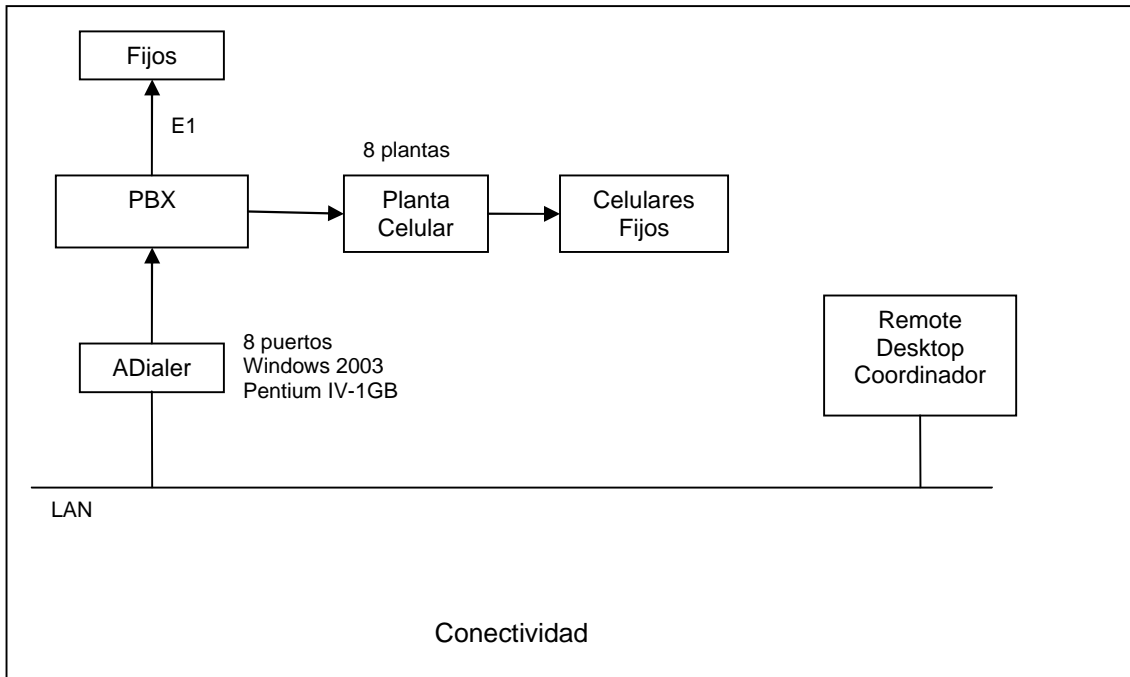 Fijos
E1
8 plantas
PBX
Planta
Celular
Celulares
Fijos
Remote
Desktop
Coordinador
ADialer
8 puertos
Windows 2003
Pentium IV-1GB
LAN
Conectividad